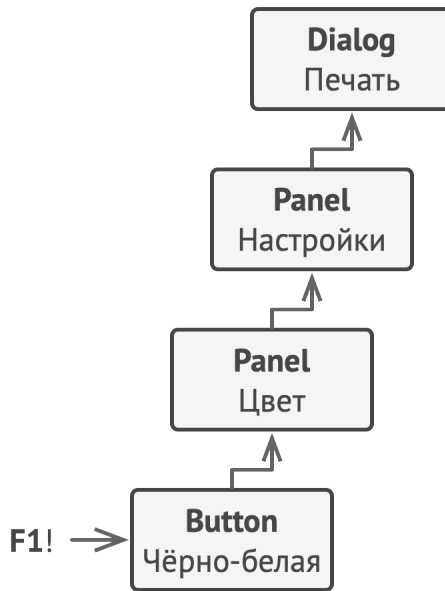 Dialog
Печать
Panel
Настройки
Panel
Цвет
F1!
Button
Чёрно-белая